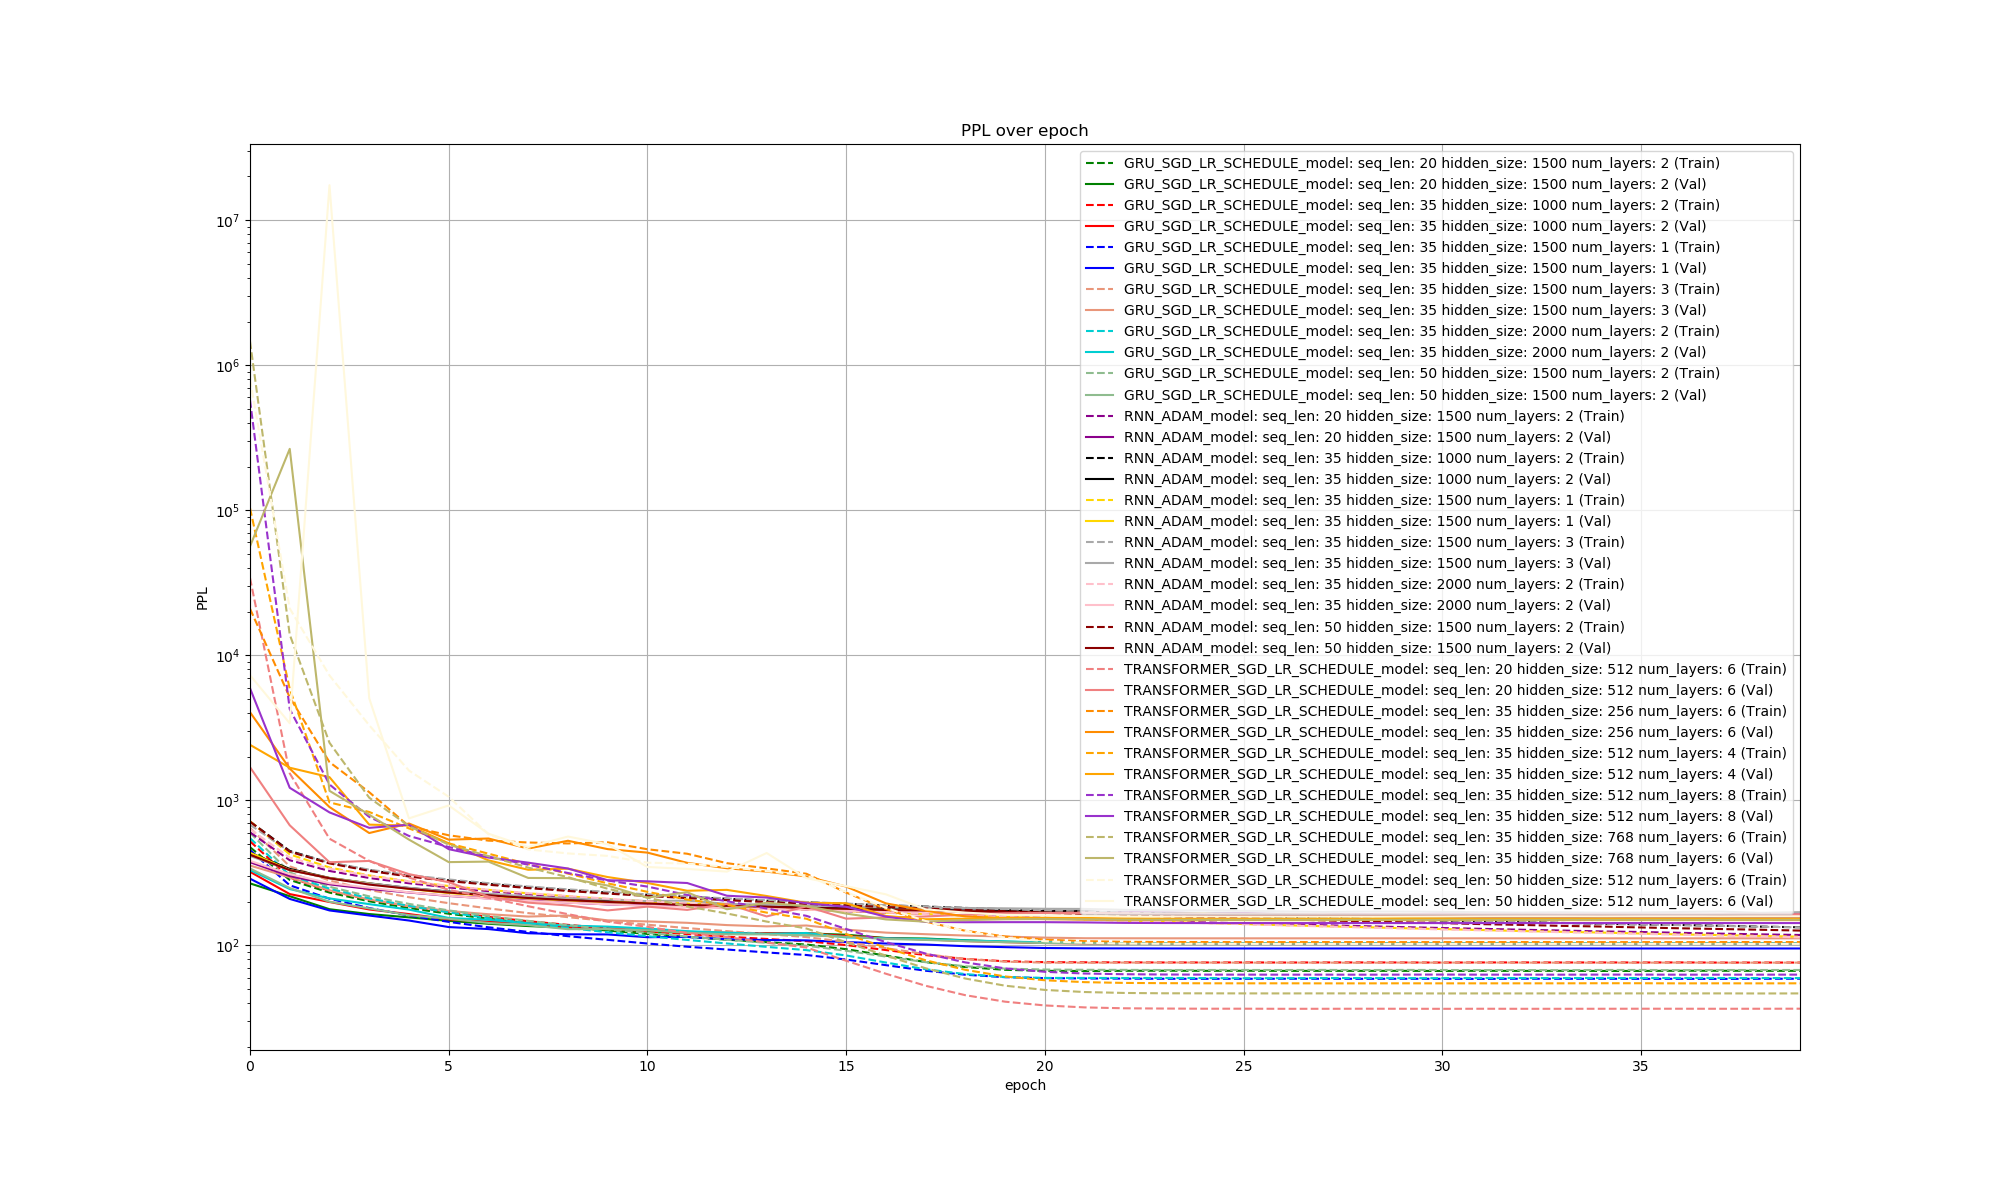 PPL over epoch
GRU_SGD_LR_SCHEDULE_model: seq_len: 20 hidden_size: 1500 num_layers: 2 (Train)
GRU_SGD_LR_SCHEDULE_model: seq_len: 20 hidden_size: 1500 num_layers: 2 (Val)
GRU_SGD_LR_SCHEDULE_model: seq_len: 35 hidden_size: 1000 num_layers: 2 (Train)
GRU_SGD_LR_SCHEDULE_model: seq_len: 35 hidden_size: 1000 num_layers: 2 (Val)
GRU_SGD_LR_SCHEDULE_model: seq_len: 35 hidden_size: 1500 num_layers: 1 (Train)
GRU_SGD_LR_SCHEDULE_model: seq_len: 35 hidden_size: 1500 num_layers: 1 (Val)
GRU_SGD_LR_SCHEDULE_model: seq_len: 35 hidden_size: 1500 num_layers: 3 (Train)
GRU_SGD_LR_SCHEDULE_model: seq_len: 35 hidden_size: 1500 num_layers: 3 (Val)
GRU_SGD_LR_SCHEDULE_model: seq_len: 35 hidden_size: 2000 num_layers: 2 (Train)
GRU_SGD_LR_SCHEDULE_model: seq_len: 35 hidden_size: 2000 num_layers: 2 (Val)
GRU_SGD_LR_SCHEDULE_model: seq_len: 50 hidden_size: 1500 num_layers: 2 (Train)
GRU_SGD_LR_SCHEDULE_model: seq_len: 50 hidden_size: 1500 num_layers: 2 (Val)
RNN_ADAM_model: seq_len: 20 hidden_size: 1500 num_layers: 2 (Train)
RNN_ADAM_model: seq_len: 20 hidden_size: 1500 num_layers: 2 (Val)
RNN_ADAM_model: seq_len: 35 hidden_size: 1000 num_layers: 2 (Train)
RNN_ADAM_model: seq_len: 35 hidden_size: 1000 num_layers: 2 (Val)
RNN_ADAM_model: seq_len: 35 hidden_size: 1500 num_layers: 1 (Train)
RNN_ADAM_model: seq_len: 35 hidden_size: 1500 num_layers: 1 (Val)
RNN_ADAM_model: seq_len: 35 hidden_size: 1500 num_layers: 3 (Train)
RNN_ADAM_model: seq_len: 35 hidden_size: 1500 num_layers: 3 (Val)
RNN_ADAM_model: seq_len: 35 hidden_size: 2000 num_layers: 2 (Train)
RNN_ADAM_model: seq_len: 35 hidden_size: 2000 num_layers: 2 (Val)
RNN_ADAM_model: seq_len: 50 hidden_size: 1500 num_layers: 2 (Train)
RNN_ADAM_model: seq_len: 50 hidden_size: 1500 num_layers: 2 (Val)
TRANSFORMER_SGD_LR_SCHEDULE_model: seq_len: 20 hidden_size: 512 num_layers: 6 (Train)
TRANSFORMER_SGD_LR_SCHEDULE_model: seq_len: 20 hidden_size: 512 num_layers: 6 (Val)
TRANSFORMER_SGD_LR_SCHEDULE_model: seq_len: 35 hidden_size: 256 num_layers: 6 (Train)
TRANSFORMER_SGD_LR_SCHEDULE_model: seq_len: 35 hidden_size: 256 num_layers: 6 (Val)
TRANSFORMER_SGD_LR_SCHEDULE_model: seq_len: 35 hidden_size: 512 num_layers: 4 (Train)
TRANSFORMER_SGD_LR_SCHEDULE_model: seq_len: 35 hidden_size: 512 num_layers: 4 (Val)
TRANSFORMER_SGD_LR_SCHEDULE_model: seq_len: 35 hidden_size: 512 num_layers: 8 (Train)
TRANSFORMER_SGD_LR_SCHEDULE_model: seq_len: 35 hidden_size: 512 num_layers: 8 (Val)
TRANSFORMER_SGD_LR_SCHEDULE_model: seq_len: 35 hidden_size: 768 num_layers: 6 (Train)
TRANSFORMER_SGD_LR_SCHEDULE_model: seq_len: 35 hidden_size: 768 num_layers: 6 (Val)
TRANSFORMER_SGD_LR_SCHEDULE_model: seq_len: 50 hidden_size: 512 num_layers: 6 (Train)
TRANSFORMER_SGD_LR_SCHEDULE_model: seq_len: 50 hidden_size: 512 num_layers: 6 (Val)
10⁷
10⁶
10⁵
10⁴
10³
10²
PPL
0 5 10 15 20 25 30 35
epoch